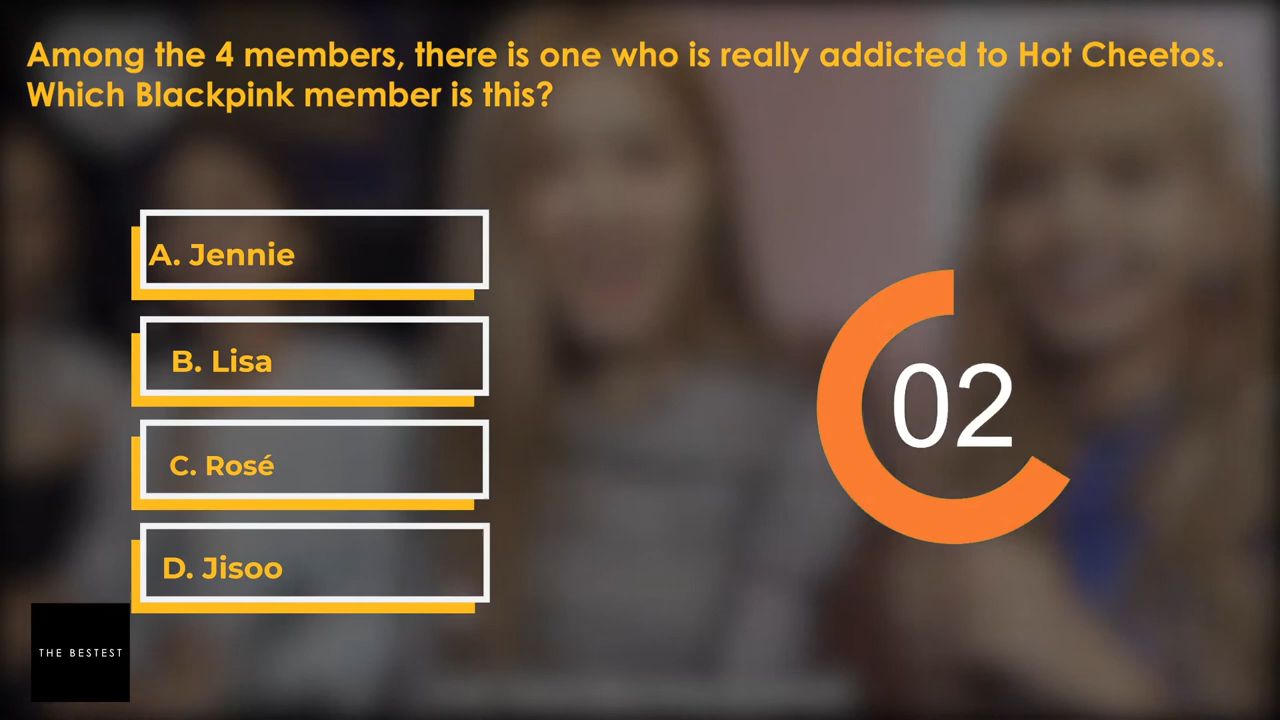 Among the 4 members, there is one who is really addicted to Hot Cheetos.
Which Blackpink member is this?
A. Jennie
B. Lisa
C. Rosé
D. Jisoo
02
THE BESTEST